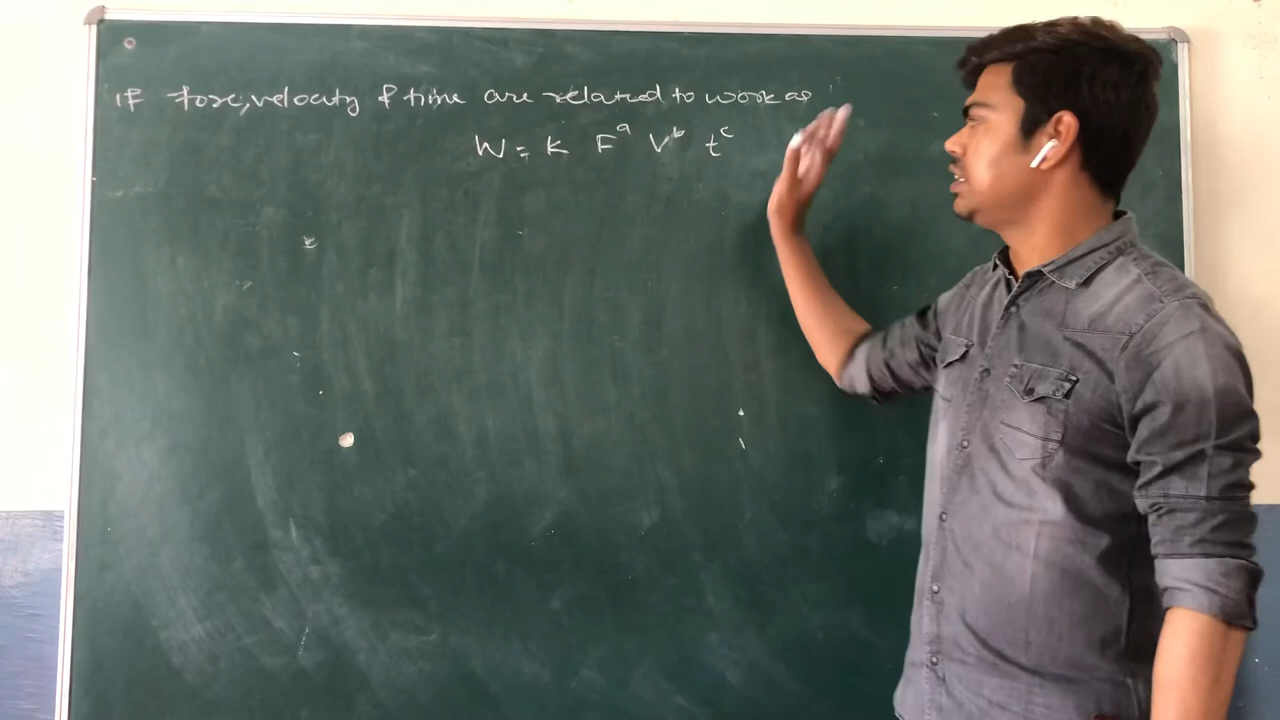 If force, velocity & time are related to work as
W = K F^a V^b t^c